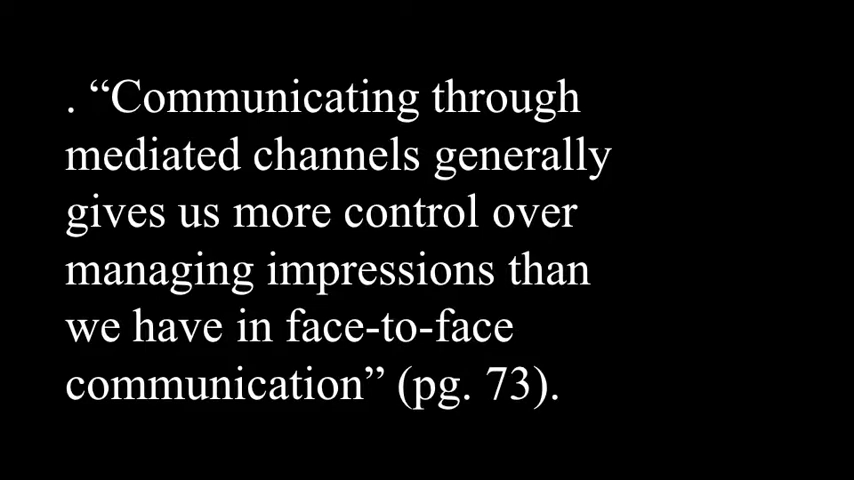 . “Communicating through
mediated channels generally
gives us more control over
managing impressions than
we have in face-to-face
communication” (pg. 73).